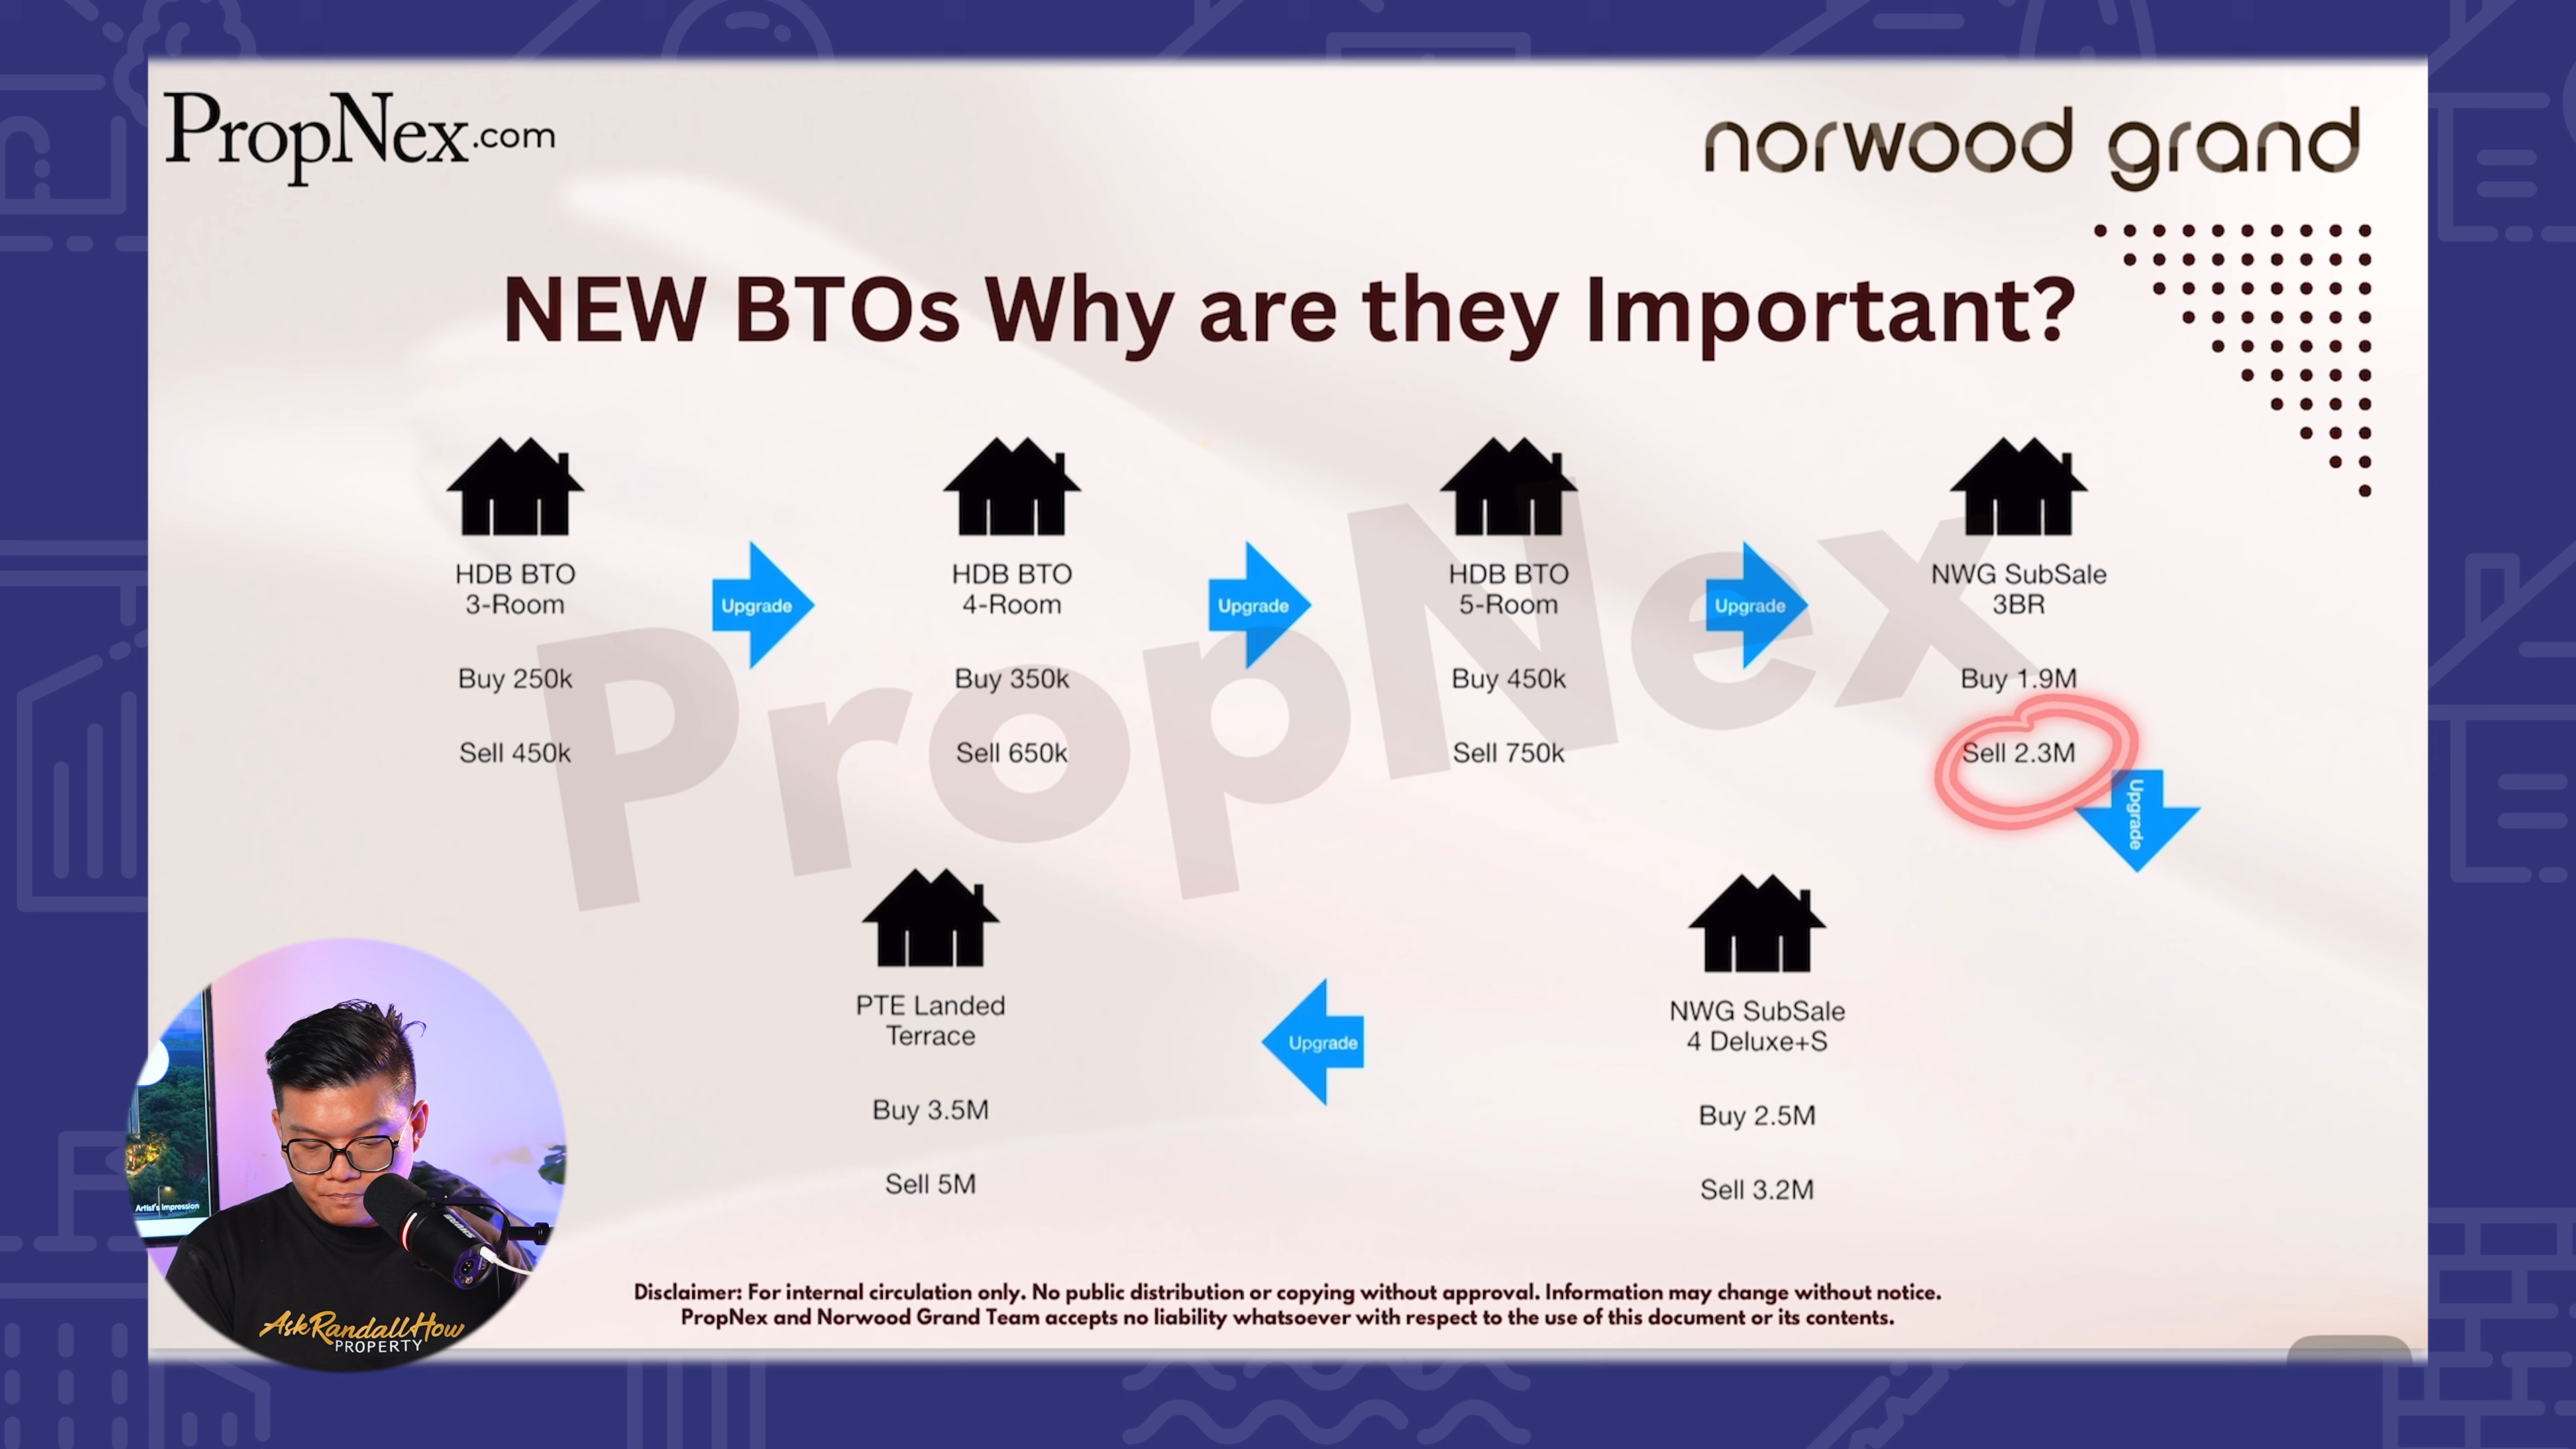 PropNex.com
norwood grand
NEW BTOs Why are they Important?
HDB BTO
3-Room
Buy 250k
Sell 450k
Upgrade
HDB BTO
4-Room
Buy 350k
Sell 650k
Upgrade
HDB BTO
5-Room
Buy 450k
Sell 750k
Upgrade
NWG SubSale
3BR
Buy 1.9M
Sell 2.3M
Upgrade
NWG SubSale
4 Deluxe+S
Buy 2.5M
Sell 3.2M
Upgrade
PTE Landed
Terrace
Buy 3.5M
Sell 5M
PropNex
Artist's Impression
AskRandallHow
PROPERTY
Disclaimer: For internal circulation only. No public distribution or copying without approval. Information may change without notice.
PropNex and Norwood Grand Team accepts no liability whatsoever with respect to the use of this document or its contents.